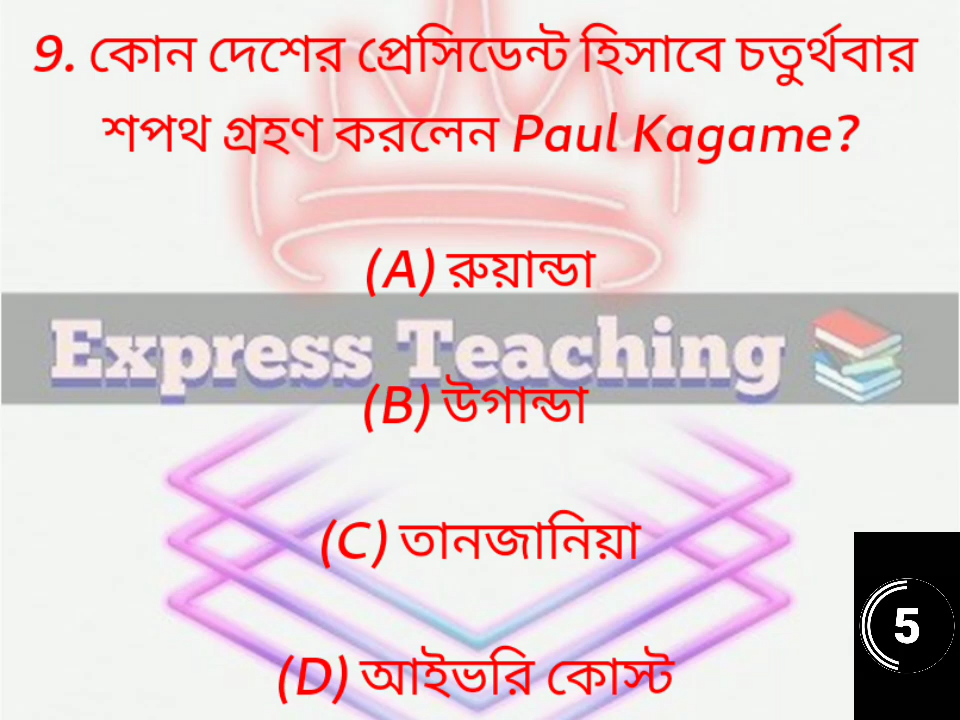 9. কোন দেশের প্রেসিডেন্ট হিসাবে চতুর্থবার
শপথ গ্রহণ করলেন Paul Kagame?
(A) রুয়ান্ডা
Express Teaching
(B) উগান্ডা
(C) তানজানিয়া
5
(D) আইভরি কোস্ট